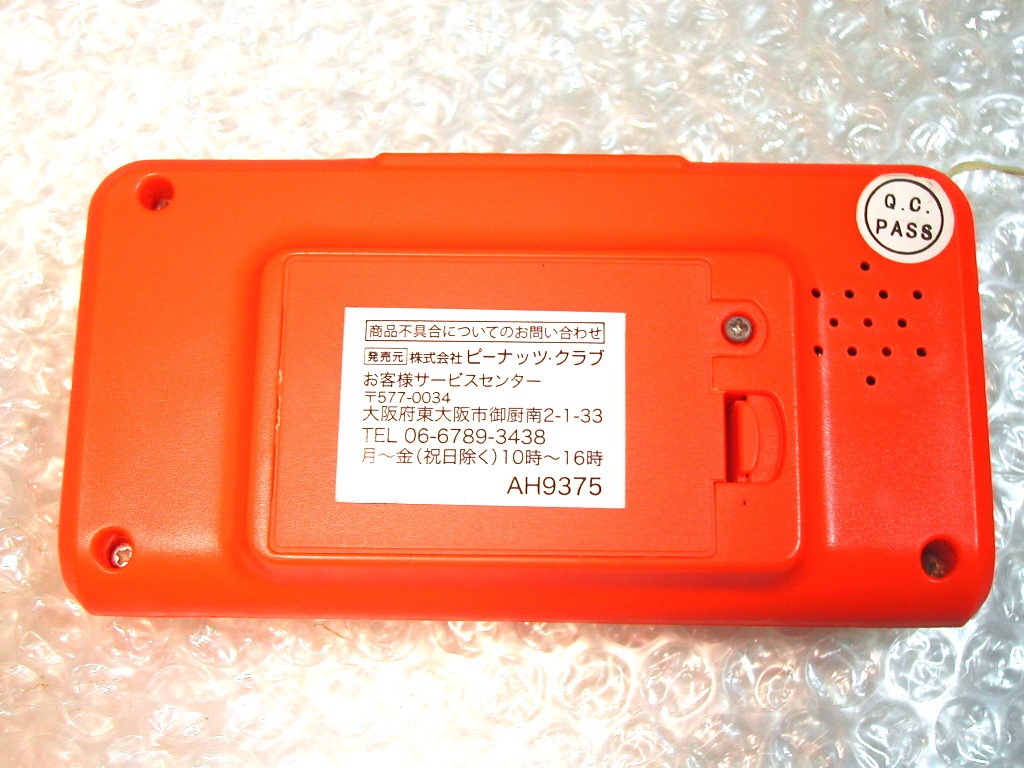 Q.C.
PASS
商品不具合についてのお問い合わせ
発売元 株式会社 ピーナッツ・クラブ
お客様サービスセンター
〒577-0034
大阪府東大阪市御厨南2-1-33
TEL 06-6789-3438
月～金(祝日除く)10時～16時
AH9375